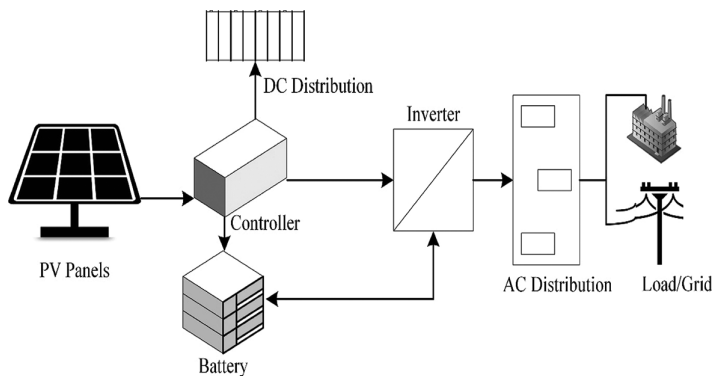 DC Distribution
Inverter
Controller
PV Panels
AC Distribution
Load/Grid
Battery